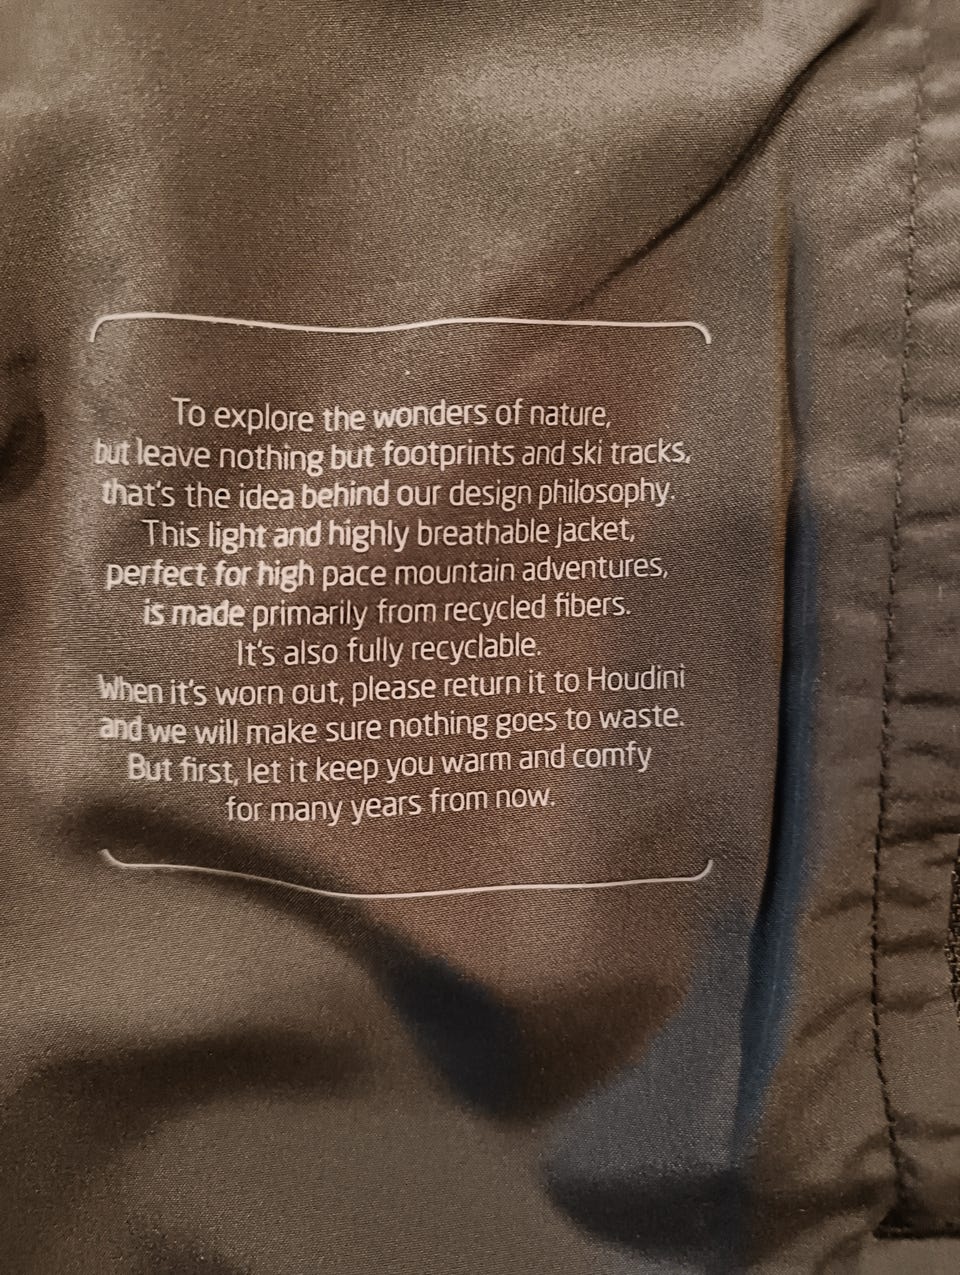 To explore the wonders of nature,
but leave nothing but footprints and ski tracks,
that's the idea behind our design philosophy.
This light and highly breathable jacket,
perfect for high pace mountain adventures,
is made primarily from recycled fibers.
It's also fully recyclable.
When it's worn out, please return it to Houdini
and we will make sure nothing goes to waste.
But first, let it keep you warm and comfy
for many years from now.